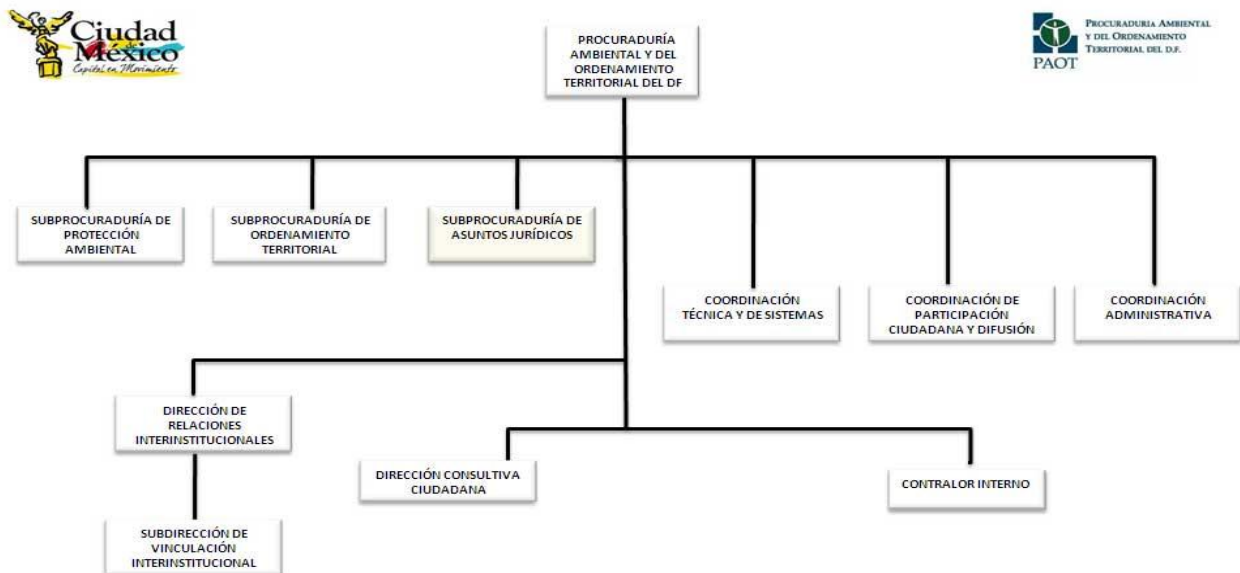 Ciudad
de
México
Capital en Movimiento
PROCURADURÍA
AMBIENTAL Y DEL
ORDENAMIENTO
TERRITORIAL DEL DF
PAOT
PROCURADURIA AMBIENTAL
Y DEL ORDENAMIENTO
TERRITORIAL DEL D.F.
SUBPROCURADURÍA DE
PROTECCIÓN
AMBIENTAL
SUBPROCURADURÍA DE
ORDENAMIENTO
TERRITORIAL
SUBPROCURADURÍA DE
ASUNTOS JURÍDICOS
COORDINACIÓN
TÉCNICA Y DE SISTEMAS
COORDINACIÓN DE
PARTICIPACIÓN
CIUDADANA Y DIFUSIÓN
COORDINACIÓN
ADMINISTRATIVA
DIRECCIÓN DE
RELACIONES
INTERINSTITUCIONALES
DIRECCIÓN CONSULTIVA
CIUDADANA
CONTRALOR INTERNO
SUBDIRECCIÓN DE
VINCULACIÓN
INTERINSTITUCIONAL